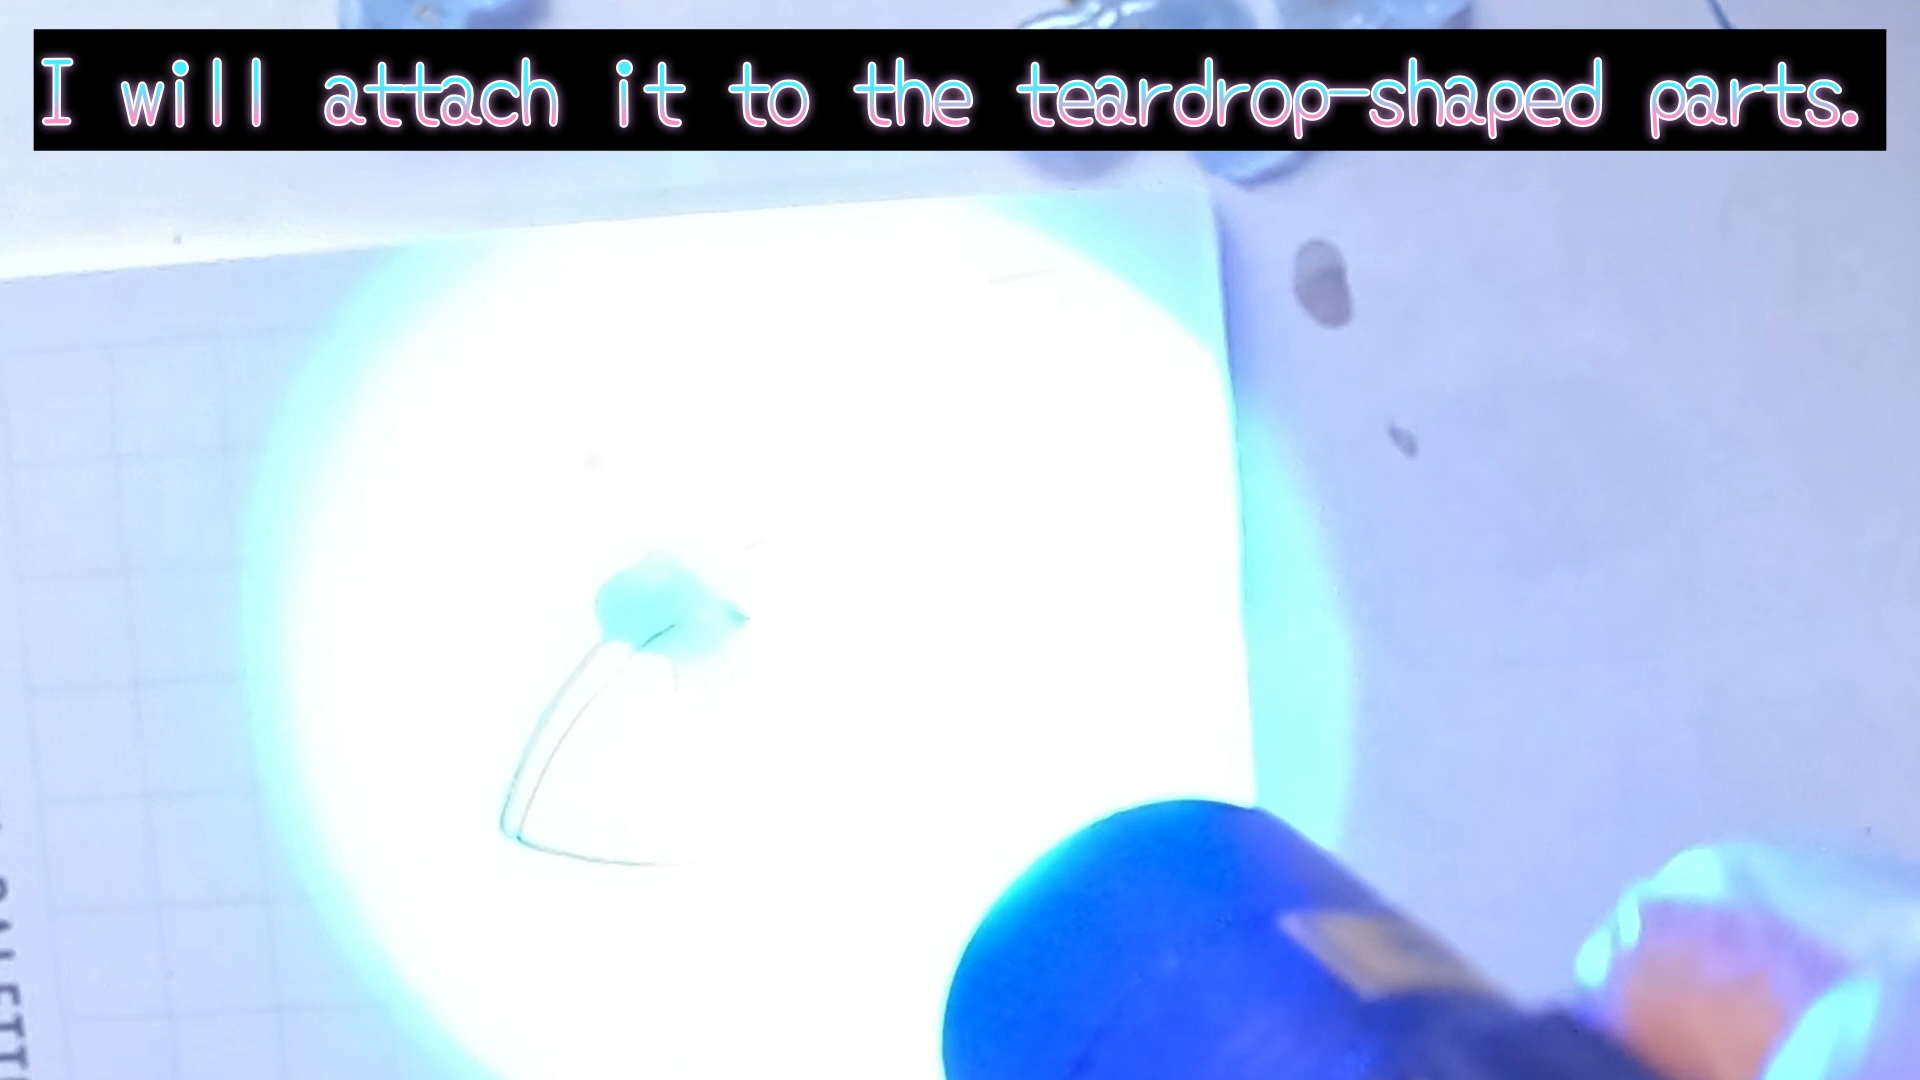 I will attach it to the teardrop-shaped parts.